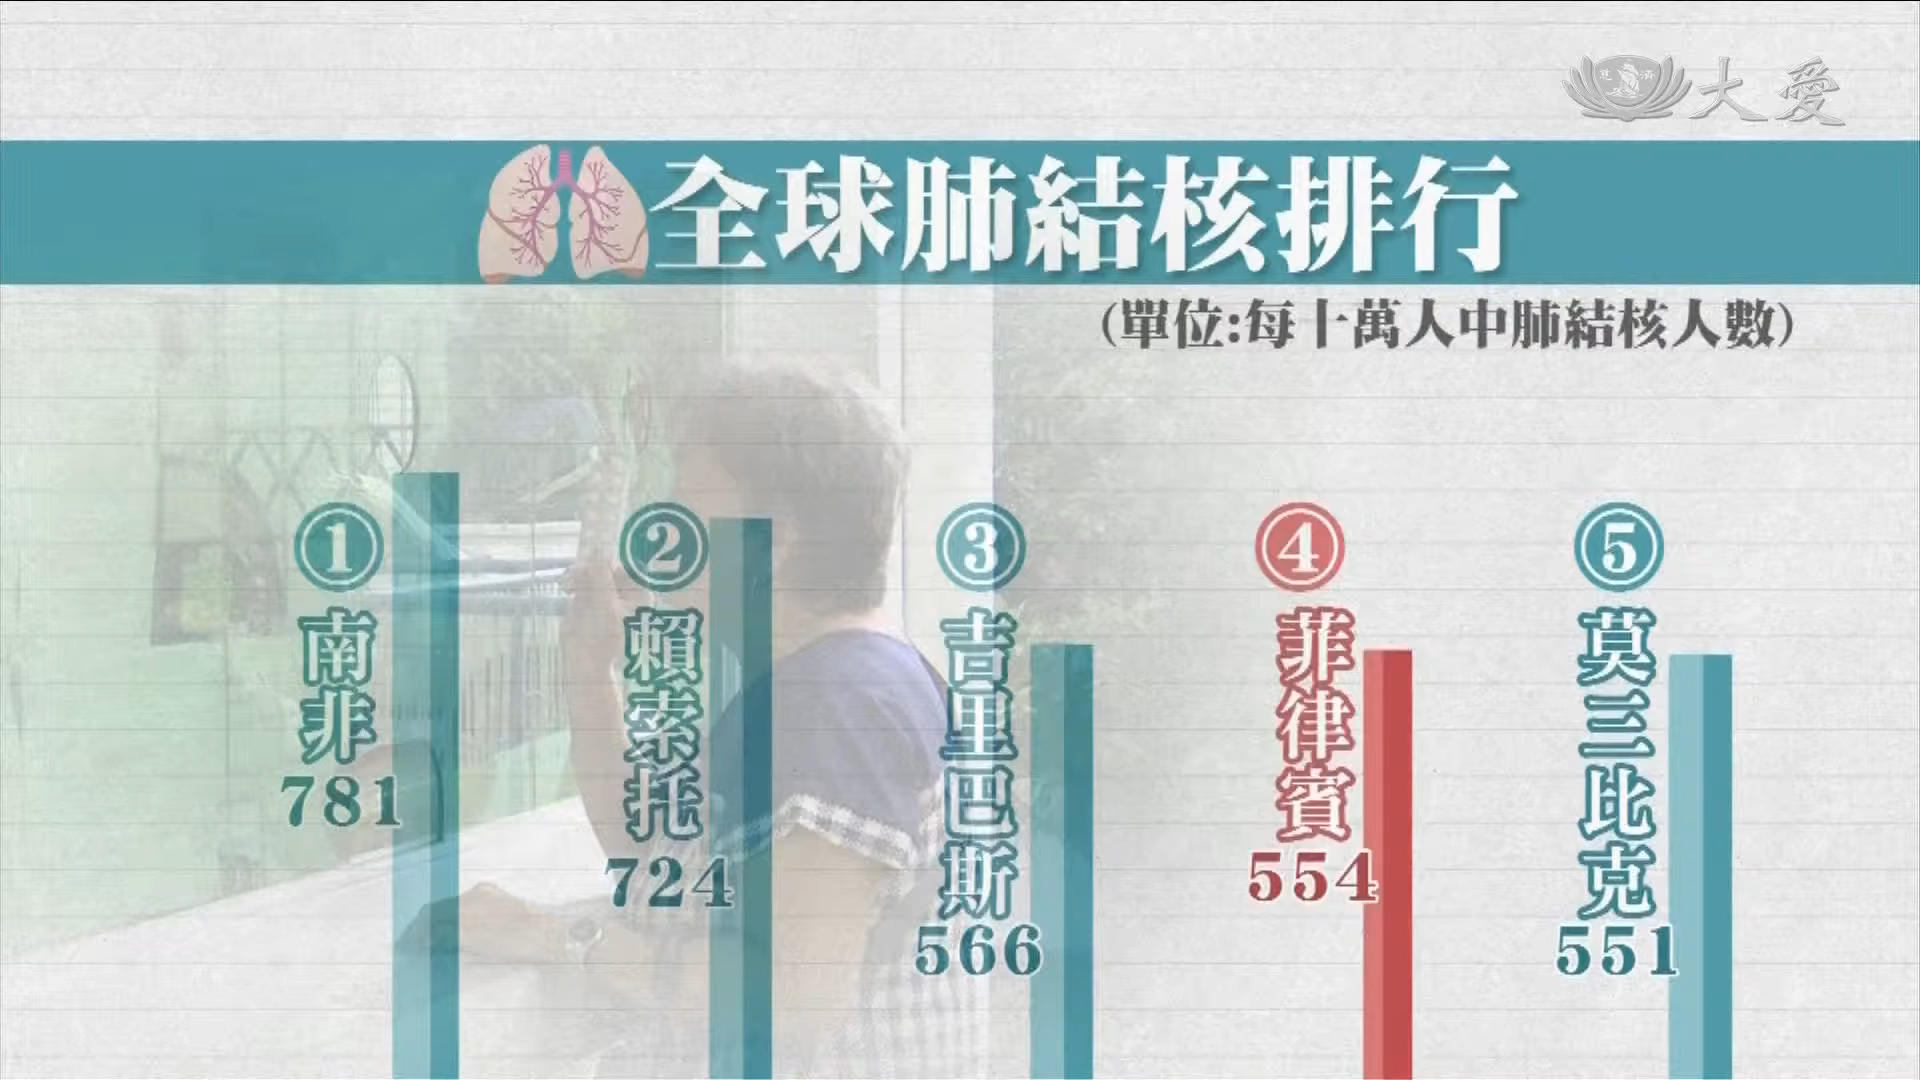 大愛
全球肺結核排行
(單位:每十萬人中肺結核人數)
1
南非
781
2
賴索托
724
3
吉里巴斯
566
4
菲律賓
554
5
莫三比克
551